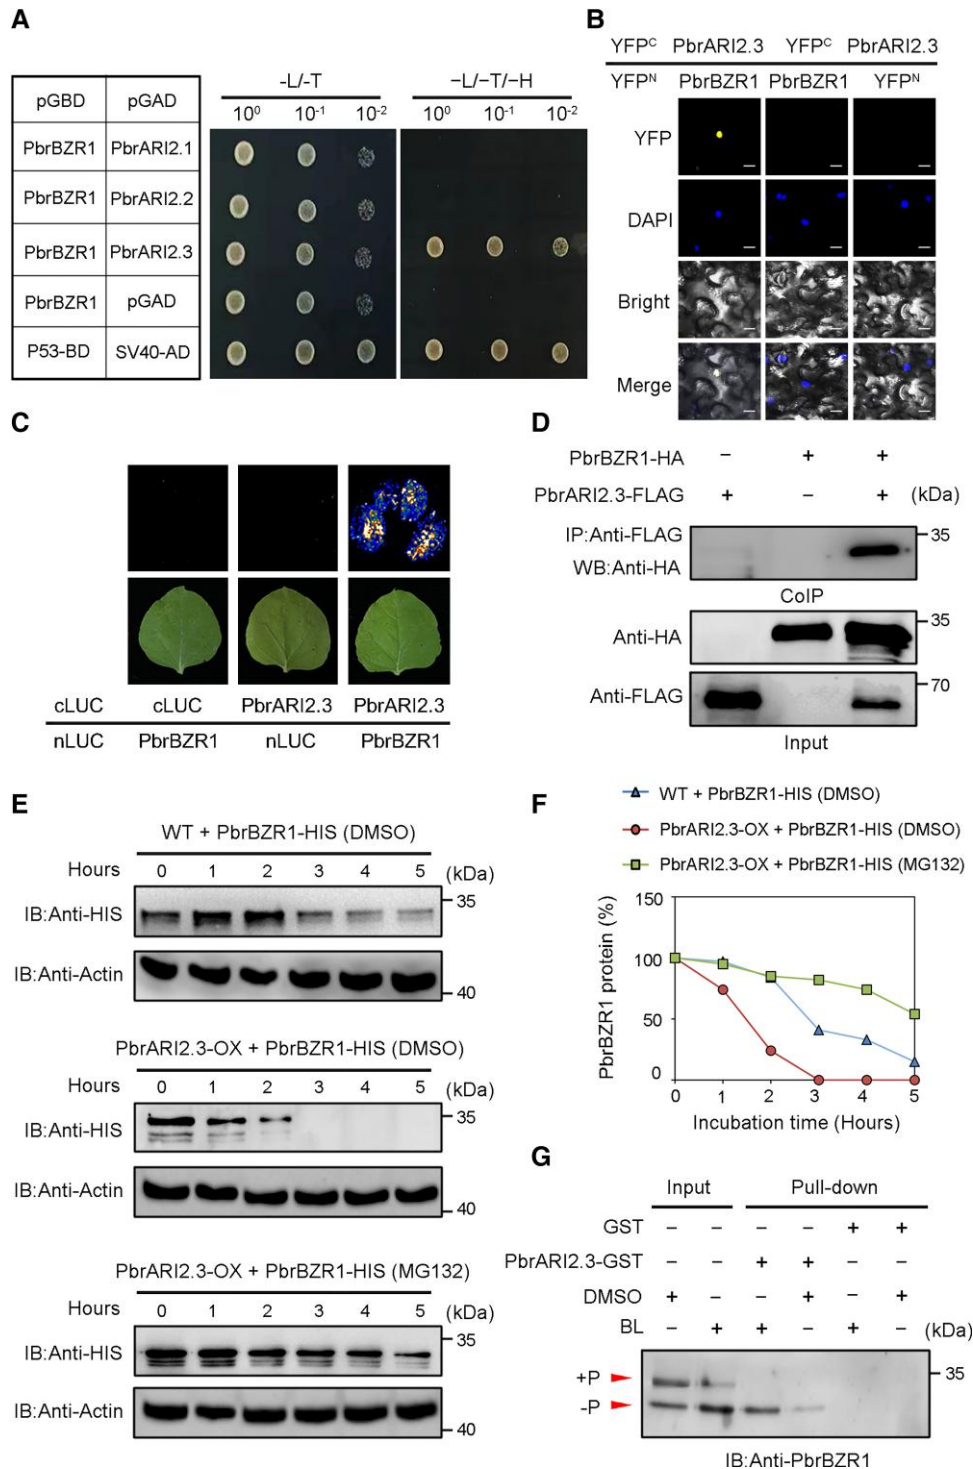 A
-L/-T
−L/−T/−H
pGBD pGAD
10⁰ 10⁻¹ 10⁻² 10⁰ 10⁻¹ 10⁻²
PbrBZR1 PbrARI2.1
PbrBZR1 PbrARI2.2
PbrBZR1 PbrARI2.3
PbrBZR1 pGAD
P53-BD SV40-AD
B
YFPᶜ PbrARI2.3 YFPᶜ PbrARI2.3
YFPᴺ PbrBZR1 PbrBZR1 YFPᴺ
YFP
DAPI
Bright
Merge
C
cLUC cLUC PbrARI2.3 PbrARI2.3
nLUC PbrBZR1 nLUC PbrBZR1
D
PbrBZR1-HA − + +
PbrARI2.3-FLAG + − + (kDa)
IP:Anti-FLAG 35
WB:Anti-HA
CoIP
Anti-HA 35
Anti-FLAG 70
Input
E
WT + PbrBZR1-HIS (DMSO)
Hours 0 1 2 3 4 5 (kDa)
IB:Anti-HIS 35
IB:Anti-Actin 40
PbrARI2.3-OX + PbrBZR1-HIS (DMSO)
Hours 0 1 2 3 4 5 (kDa)
IB:Anti-HIS 35
IB:Anti-Actin 40
PbrARI2.3-OX + PbrBZR1-HIS (MG132)
Hours 0 1 2 3 4 5 (kDa)
IB:Anti-HIS 35
IB:Anti-Actin 40
F
WT + PbrBZR1-HIS (DMSO)
PbrARI2.3-OX + PbrBZR1-HIS (DMSO)
PbrARI2.3-OX + PbrBZR1-HIS (MG132)
PbrBZR1 protein (%)
150
100
50
0
0 1 2 3 4 5
Incubation time (Hours)
G
Input Pull-down
GST − − − − + +
PbrARI2.3-GST − − + + − −
DMSO + − − + − +
BL − + + − + − (kDa)
+P 35
-P
IB:Anti-PbrBZR1